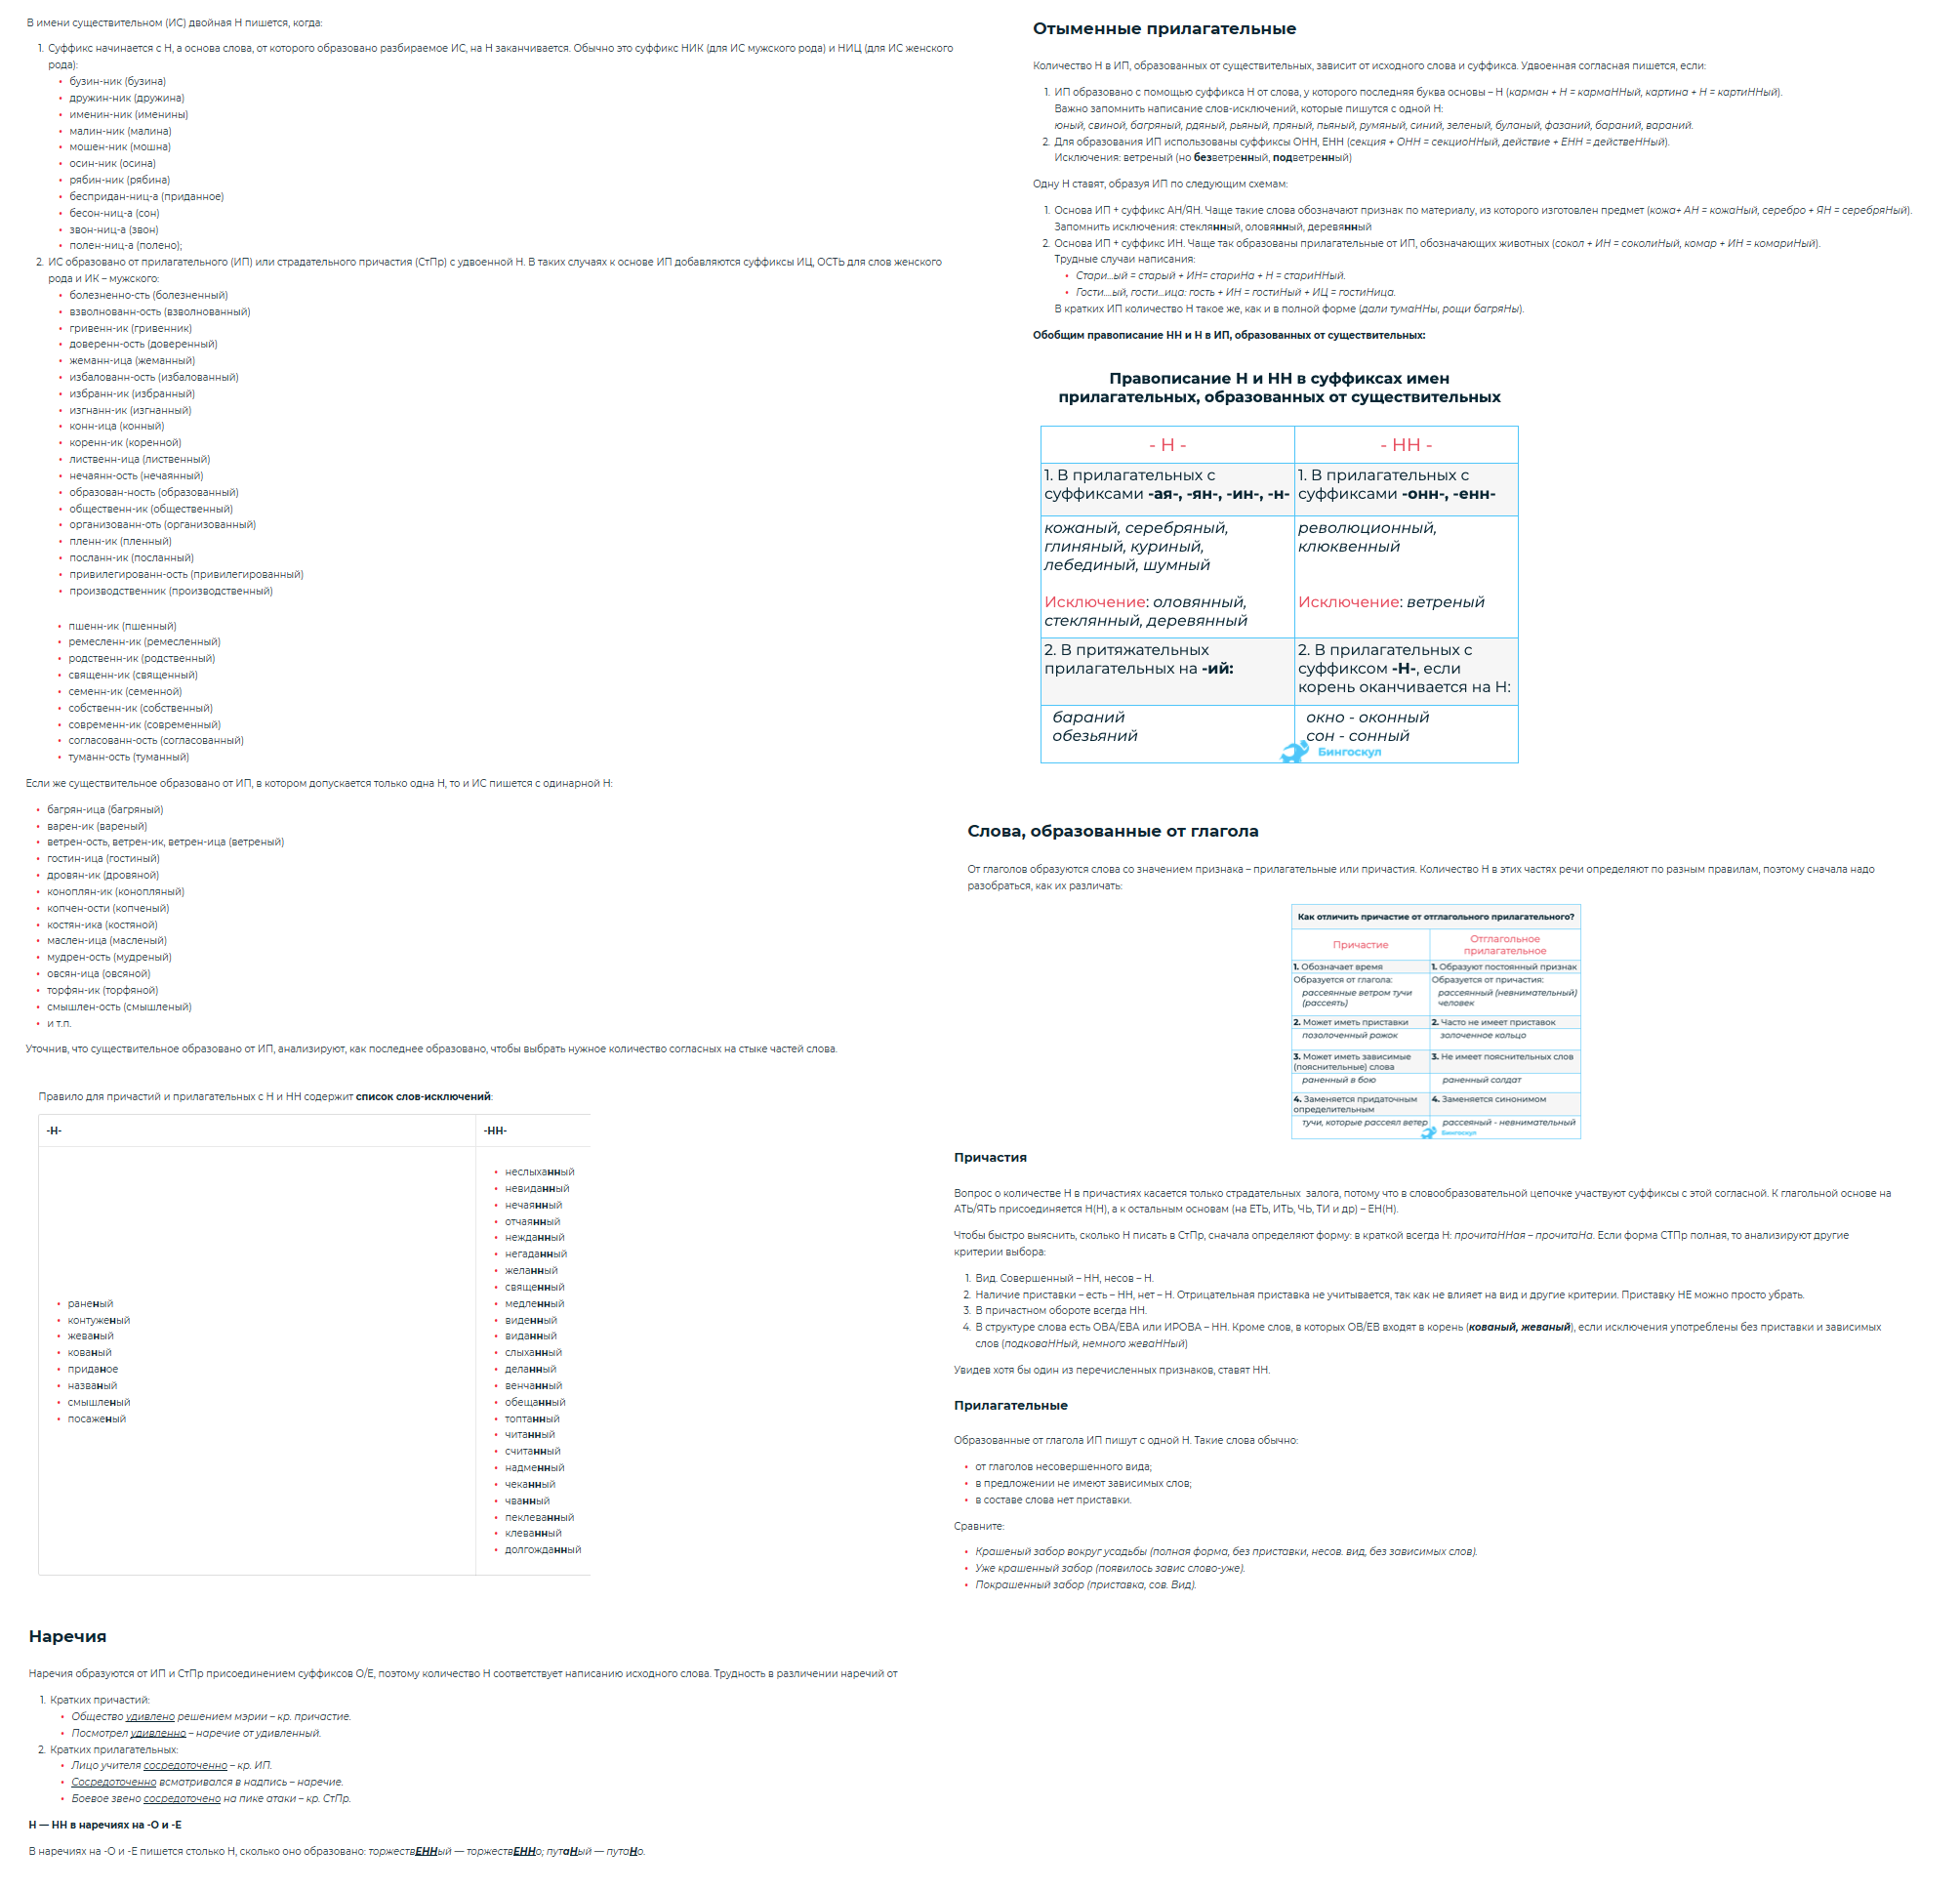 В имени существительном (ИС) двойная Н пишется, когда:
1. Суффикс начинается с Н, а основа слова, от которого образовано разбираемое ИС, на Н заканчивается. Обычно это суффикс НИК (для ИС мужского рода) и НИЦ (для ИС женского
рода):
• бузин-ник (бузина)
• дружин-ник (дружина)
• именин-ник (именины)
• малин-ник (малина)
• мошен-ник (мошна)
• осин-ник (осина)
• рябин-ник (рябина)
• беспридан-ниц-а (приданное)
• бесон-ниц-а (сон)
• звон-ниц-а (звон)
• полен-ниц-а (полено);
2. ИС образовано от прилагательного (ИП) или страдательного причастия (СтПр) с удвоенной Н. В таких случаях к основе ИП добавляются суффиксы ИЦ, ОСТЬ для слов женского
рода и ИК – мужского:
• болезненно-сть (болезненный)
• взволнованн-ость (взволнованный)
• гривенн-ик (гривенник)
• доверенн-ость (доверенный)
• жеманн-ица (жеманный)
• избалованн-ость (избалованный)
• избранн-ик (избранный)
• изгнанн-ик (изгнанный)
• конн-ица (конный)
• коренн-ик (коренной)
• лиственн-ица (лиственный)
• нечаянн-ость (нечаянный)
• образован-ность (образованный)
• общественн-ик (общественный)
• организованн-оть (организованный)
• пленн-ик (пленный)
• посланн-ик (посланный)
• привилегированн-ость (привилегированный)
• производственник (производственный)
• пшенн-ик (пшенный)
• ремесленн-ик (ремесленный)
• родственн-ик (родственный)
• священн-ик (священный)
• семенн-ик (семенной)
• собственн-ик (собственный)
• современн-ик (современный)
• согласованн-ость (согласованный)
• туманн-ость (туманный)
Если же существительное образовано от ИП, в котором допускается только одна Н, то и ИС пишется с одинарной Н:
• багрян-ица (багряный)
• варен-ик (вареный)
• ветрен-ость, ветрен-ик, ветрен-ица (ветреный)
• гостин-ица (гостиный)
• дровян-ик (дровяной)
• коноплян-ик (конопляный)
• копчен-ости (копченый)
• костян-ика (костяной)
• маслен-ица (масленый)
• мудрен-ость (мудреный)
• овсян-ица (овсяной)
• торфян-ик (торфяной)
• смышлен-ость (смышленый)
• и т.п.
Уточнив, что существительное образовано от ИП, анализируют, как последнее образовано, чтобы выбрать нужное количество согласных на стыке частей слова.
Правило для причастий и прилагательных с Н и НН содержит список слов-исключений:
-Н-
• раненый
• контуженый
• жеваный
• кованый
• приданое
• названый
• смышленый
• посаженый
-НН-
• неслыханный
• невиданный
• нечаянный
• отчаянный
• нежданный
• негаданный
• желанный
• священный
• медленный
• виденный
• виданный
• слыханный
• деланный
• венчанный
• обещанный
• топтанный
• читанный
• считанный
• надменный
• чеканный
• чванный
• пеклеванный
• клеванный
• долгожданный
Наречия
Наречия образуются от ИП и СтПр присоединением суффиксов О/Е, поэтому количество Н соответствует написанию исходного слова. Трудность в различении наречий от
1. Кратких причастий:
• Общество удивлено решением мэрии – кр. причастие.
• Посмотрел удивленно – наречие от удивленный.
2. Кратких прилагательных:
• Лицо учителя сосредоточенно – кр. ИП.
• Сосредоточенно всматривался в надпись – наречие.
• Боевое звено сосредоточено на пике атаки – кр. СтПр.
Н — НН в наречиях на -О и -Е
В наречиях на -О и -Е пишется столько Н, сколько оно образовано: торжествЕННый — торжествЕННо; путаНый — путаНо.
Отыменные прилагательные
Количество Н в ИП, образованных от существительных, зависит от исходного слова и суффикса. Удвоенная согласная пишется, если:
1. ИП образовано с помощью суффикса Н от слова, у которого последняя буква основы – Н (карман + Н = кармаННый, картина + Н = картиННый).
Важно запомнить написание слов-исключений, которые пишутся с одной Н:
юный, свиной, багряный, рдяный, рьяный, пряный, пьяный, румяный, синий, зеленый, буланый, фазаний, бараний, вараний.
2. Для образования ИП использованы суффиксы ОНН, ЕНН (секция + ОНН = секциоННый, действие + ЕНН = действеННый).
Исключения: ветреный (но безветренный, подветренный)
Одну Н ставят, образуя ИП по следующим схемам:
1. Основа ИП + суффикс АН/ЯН. Чаще такие слова обозначают признак по материалу, из которого изготовлен предмет (кожа+ АН = кожаНый, серебро + ЯН = серебряНый).
Запомнить исключения: стеклянный, оловянный, деревянный
2. Основа ИП + суффикс ИН. Чаще так образованы прилагательные от ИП, обозначающих животных (сокол + ИН = соколиНый, комар + ИН = комариНый).
Трудные случаи написания:
• Стари...ый = старый + ИН= стариНа + Н = стариННый.
• Гости....ый, гости...ица: гость + ИН = гостиНый + ИЦ = гостиНица.
В кратких ИП количество Н такое же, как и в полной форме (дали тумаННы, рощи багряНы).
Обобщим правописание НН и Н в ИП, образованных от существительных:
Правописание Н и НН в суффиксах имен
прилагательных, образованных от существительных
- Н -
- НН -
1. В прилагательных с
суффиксами -ая-, -ян-, -ин-, -н-
1. В прилагательных с
суффиксами -онн-, -енн-
кожаный, серебряный,
глиняный, куриный,
лебединый, шумный
Исключение: оловянный,
стеклянный, деревянный
революционный,
клюквенный
Исключение: ветреный
2. В притяжательных
прилагательных на -ий:
2. В прилагательных с
суффиксом -Н-, если
корень оканчивается на Н:
бараний
обезьяний
окно - оконный
сон - сонный
Бингоскул
Слова, образованные от глагола
От глаголов образуются слова со значением признака – прилагательные или причастия. Количество Н в этих частях речи определяют по разным правилам, поэтому сначала надо
разобраться, как их различать:
Как отличить причастие от отглагольного прилагательного?
Причастие
Отглагольное
прилагательное
1. Обозначает время
1. Образуют постоянный признак
Образуется от глагола:
рассеянные ветром тучи
(рассеять)
Образуется от причастия:
рассеянный (невнимательный)
человек
2. Может иметь приставки
2. Часто не имеет приставок
позолоченный рожок
золоченное кольцо
3. Может иметь зависимые
(пояснительные) слова
3. Не имеет пояснительных слов
раненный в бою
раненный солдат
4. Заменяется придаточным
определительным
4. Заменяется синонимом
тучи, которые рассеял ветер
рассеяный - невнимательный
Бингоскул
Причастия
Вопрос о количестве Н в причастиях касается только страдательных залога, потому что в словообразовательной цепочке участвуют суффиксы с этой согласной. К глагольной основе на
АТЬ/ЯТЬ присоединяется Н(Н), а к остальным основам (на ЕТЬ, ИТЬ, ЧЬ, ТИ и др) – ЕН(Н).
Чтобы быстро выяснить, сколько Н писать в СтПр, сначала определяют форму: в краткой всегда Н: прочитаННая – прочитаНа. Если форма СТПр полная, то анализируют другие
критерии выбора:
1. Вид. Совершенный – НН, несов – Н.
2. Наличие приставки – есть – НН, нет – Н. Отрицательная приставка не учитывается, так как не влияет на вид и другие критерии. Приставку НЕ можно просто убрать.
3. В причастном обороте всегда НН.
4. В структуре слова есть ОВА/ЕВА или ИРОВА – НН. Кроме слов, в которых ОВ/ЕВ входят в корень (кованый, жеваный), если исключения употреблены без приставки и зависимых
слов (подковаННый, немного жеваННый)
Увидев хотя бы один из перечисленных признаков, ставят НН.
Прилагательные
Образованные от глагола ИП пишут с одной Н. Такие слова обычно:
• от глаголов несовершенного вида;
• в предложении не имеют зависимых слов;
• в составе слова нет приставки.
Сравните:
• Крашеный забор вокруг усадьбы (полная форма, без приставки, несов. вид, без зависимых слов).
• Уже крашенный забор (появилось завис слово-уже).
• Покрашенный забор (приставка, сов. Вид).